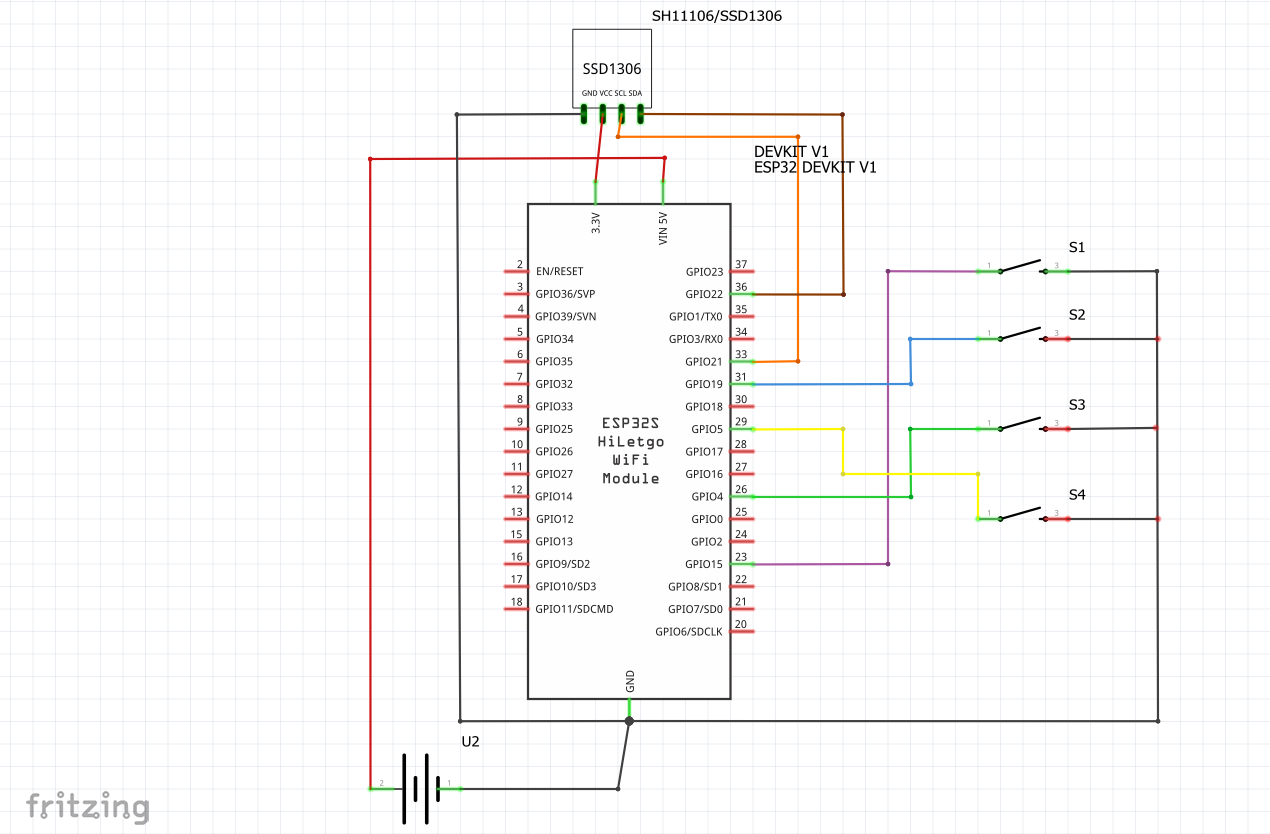 SH11106/SSD1306
SSD1306
GND VCC SCL SDA
DEVKIT V1
ESP32 DEVKIT V1
3.3V
VIN 5V
2 EN/RESET
3 GPIO36/SVP
4 GPIO39/SVN
5 GPIO34
6 GPIO35
7 GPIO32
8 GPIO33
9 GPIO25
10 GPIO26
11 GPIO27
12 GPIO14
13 GPIO12
15 GPIO13
16 GPIO9/SD2
17 GPIO10/SD3
18 GPIO11/SDCMD
GPIO23 37
GPIO22 36
GPIO1/TX0 35
GPIO3/RX0 34
GPIO21 33
GPIO19 31
GPIO18 30
GPIO5 29
GPIO17 28
GPIO16 27
GPIO4 26
GPIO0 25
GPIO2 24
GPIO15 23
GPIO8/SD1 22
GPIO7/SD0 21
GPIO6/SDCLK 20
ESP32S
HiLetgo
WiFi
Module
GND
S1
1 3
S2
1 3
S3
1 3
S4
1 3
U2
2 1
fritzing